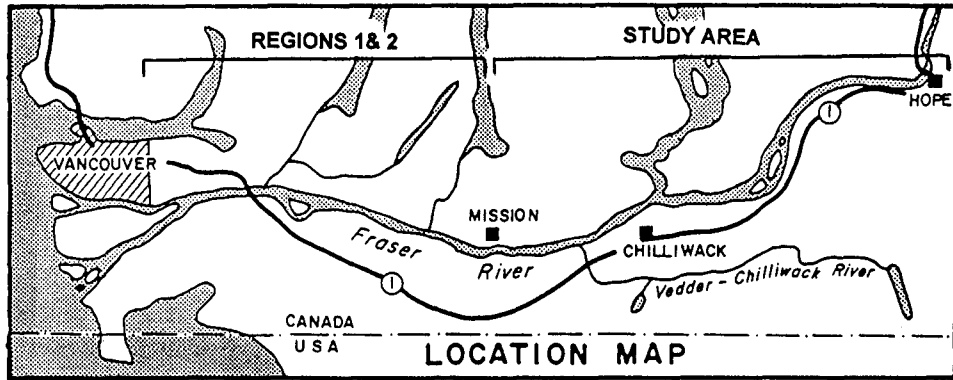 REGIONS 1& 2
STUDY AREA
HOPE
1
VANCOUVER
MISSION
Fraser
River
CHILLIWACK
Vedder - Chilliwack River
1
CANADA
USA
LOCATION MAP